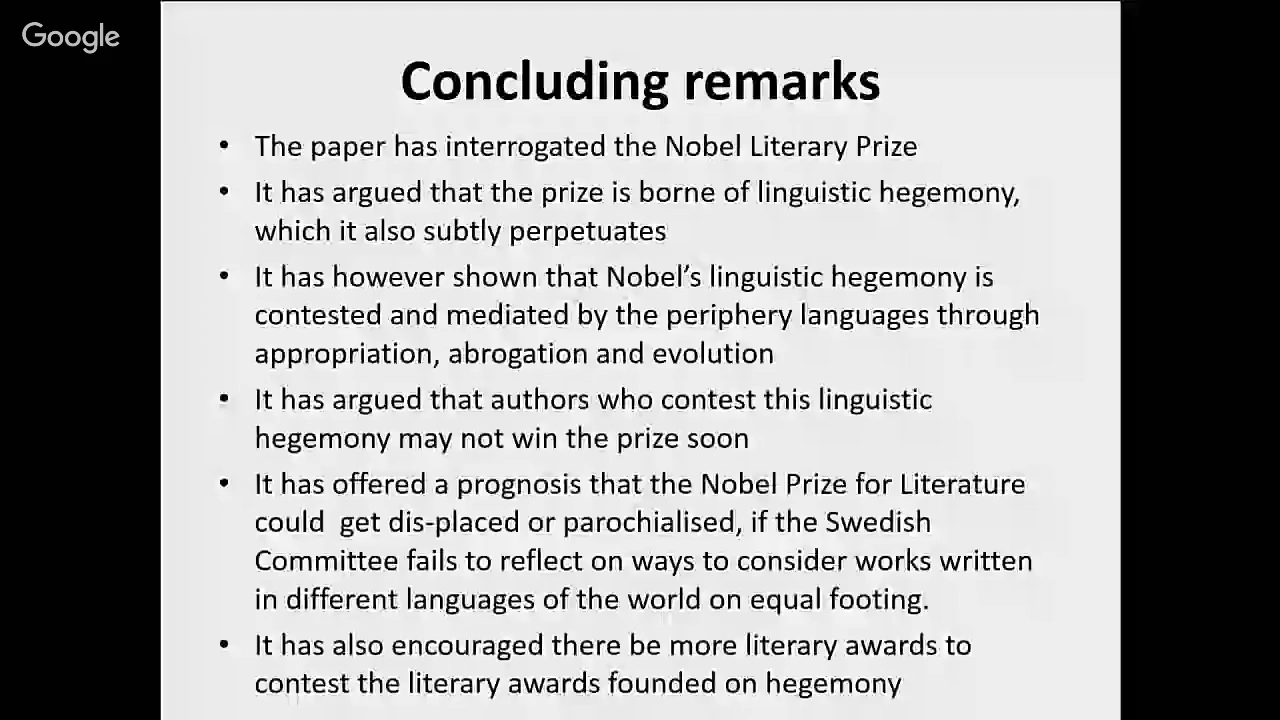 Google
Concluding remarks
• The paper has interrogated the Nobel Literary Prize
• It has argued that the prize is borne of linguistic hegemony,
which it also subtly perpetuates
• It has however shown that Nobel’s linguistic hegemony is
contested and mediated by the periphery languages through
appropriation, abrogation and evolution
• It has argued that authors who contest this linguistic
hegemony may not win the prize soon
• It has offered a prognosis that the Nobel Prize for Literature
could get dis-placed or parochialised, if the Swedish
Committee fails to reflect on ways to consider works written
in different languages of the world on equal footing.
• It has also encouraged there be more literary awards to
contest the literary awards founded on hegemony